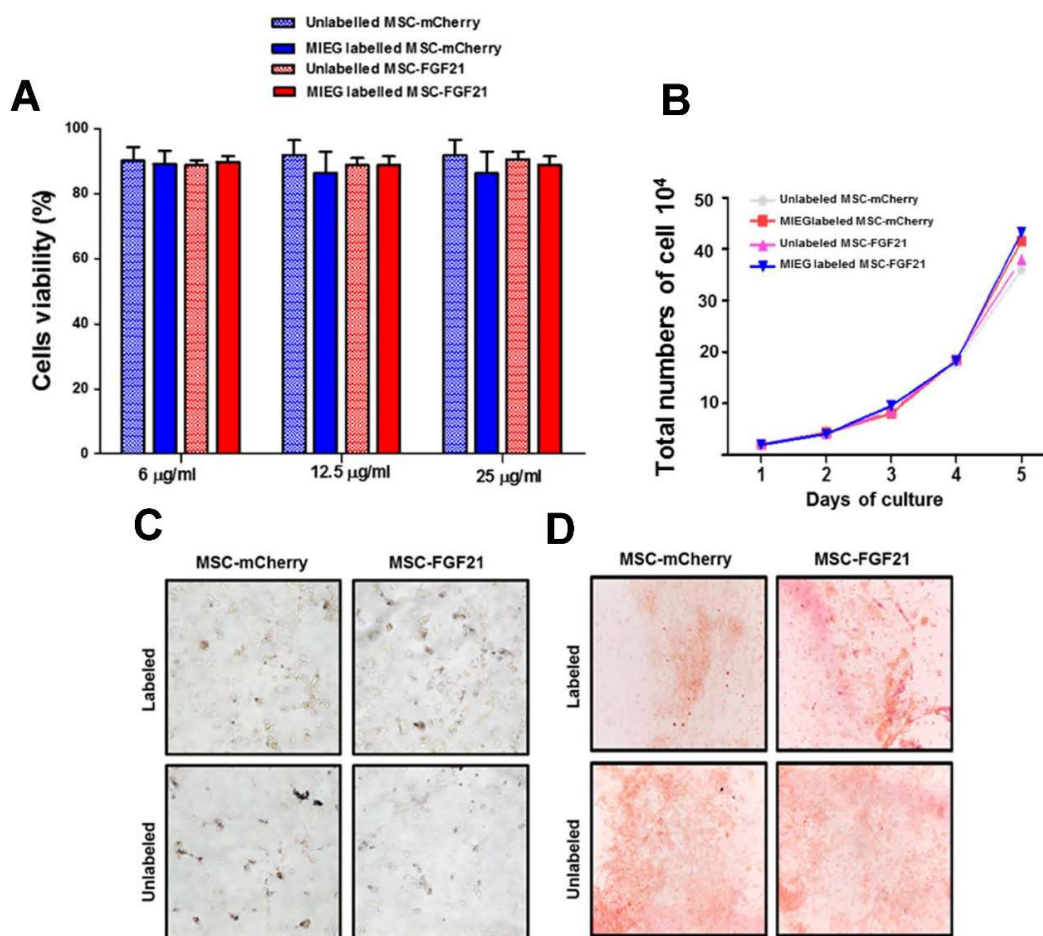 Unlabelled MSC-mCherry
MIEG labelled MSC-mCherry
Unlabelled MSC-FGF21
MIEG labelled MSC-FGF21
A
Cells viability (%)
100
80
60
40
20
0
6 µg/ml
12.5 µg/ml
25 µg/ml
B
Total numbers of cell 10⁴
50
40
30
20
10
Unlabeled MSC-mCherry
MIEGlabeled MSC-mCherry
Unlabeled MSC-FGF21
MIEG labeled MSC-FGF21
1 2 3 4 5
Days of culture
C
MSC-mCherry MSC-FGF21
Labeled
Unlabeled
D
MSC-mCherry MSC-FGF21
Labeled
Unlabeled